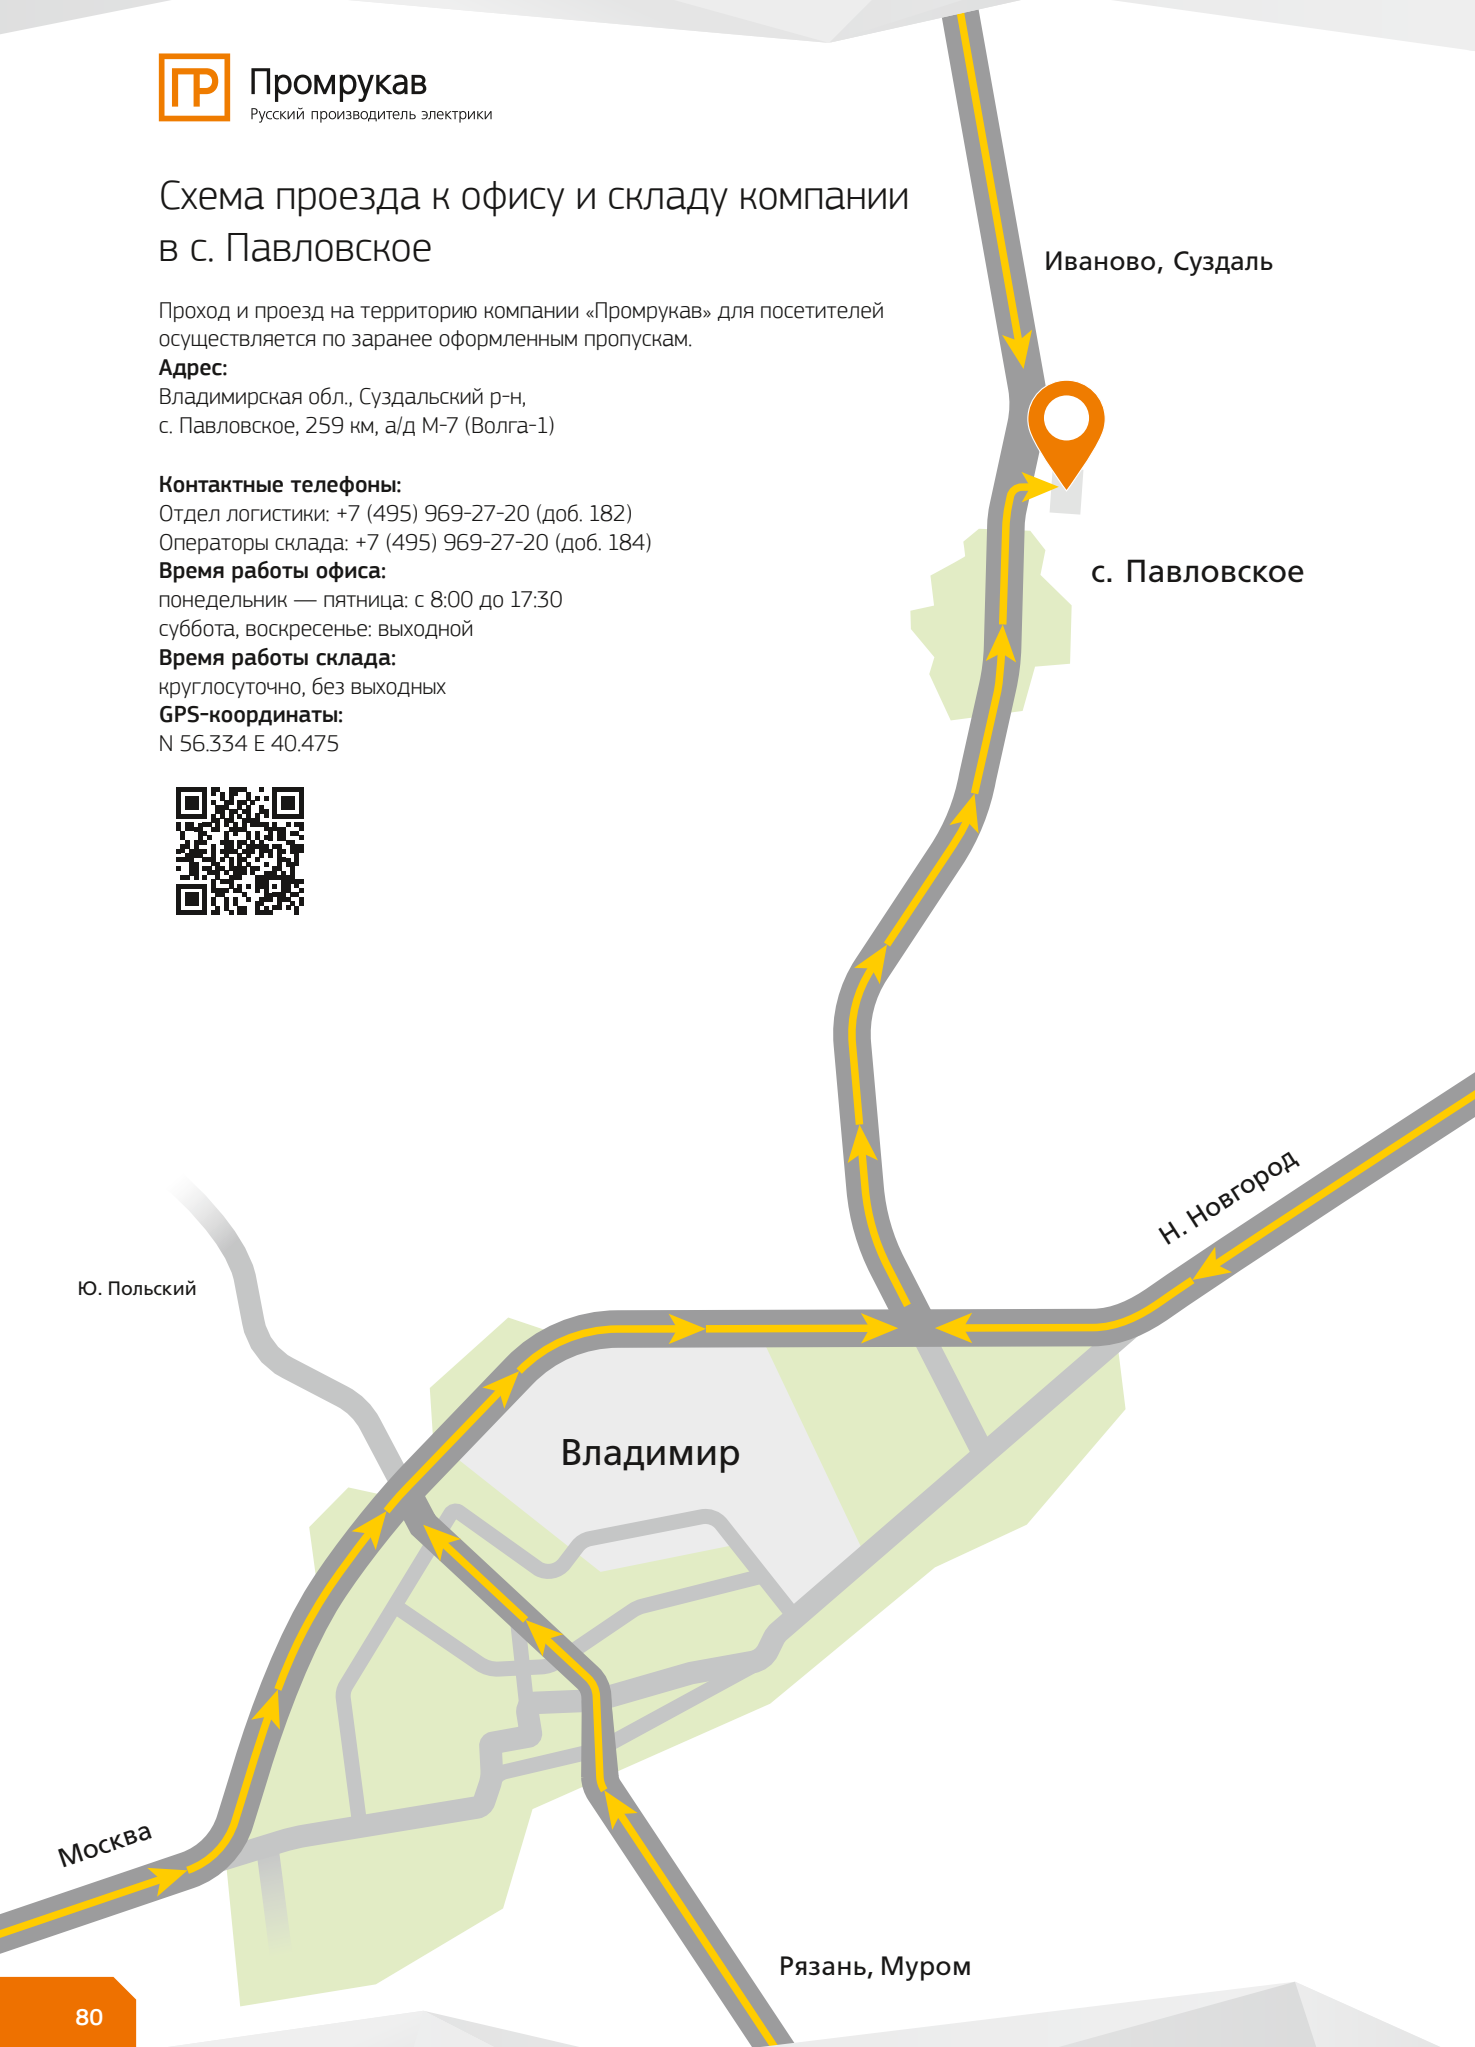 Промрукав
Русский производитель электрики
Схема проезда к офису и складу компании
в с. Павловское
Проход и проезд на территорию компании «Промрукав» для посетителей
осуществляется по заранее оформленным пропускам.
Адрес:
Владимирская обл., Суздальский р-н,
с. Павловское, 259 км, а/д М-7 (Волга-1)
Контактные телефоны:
Отдел логистики: +7 (495) 969-27-20 (доб. 182)
Операторы склада: +7 (495) 969-27-20 (доб. 184)
Время работы офиса:
понедельник — пятница: с 8:00 до 17:30
суббота, воскресенье: выходной
Время работы склада:
круглосуточно, без выходных
GPS-координаты:
N 56.334 E 40.475
Иваново, Суздаль
с. Павловское
Н. Новгород
Ю. Польский
Владимир
Москва
Рязань, Муром
80